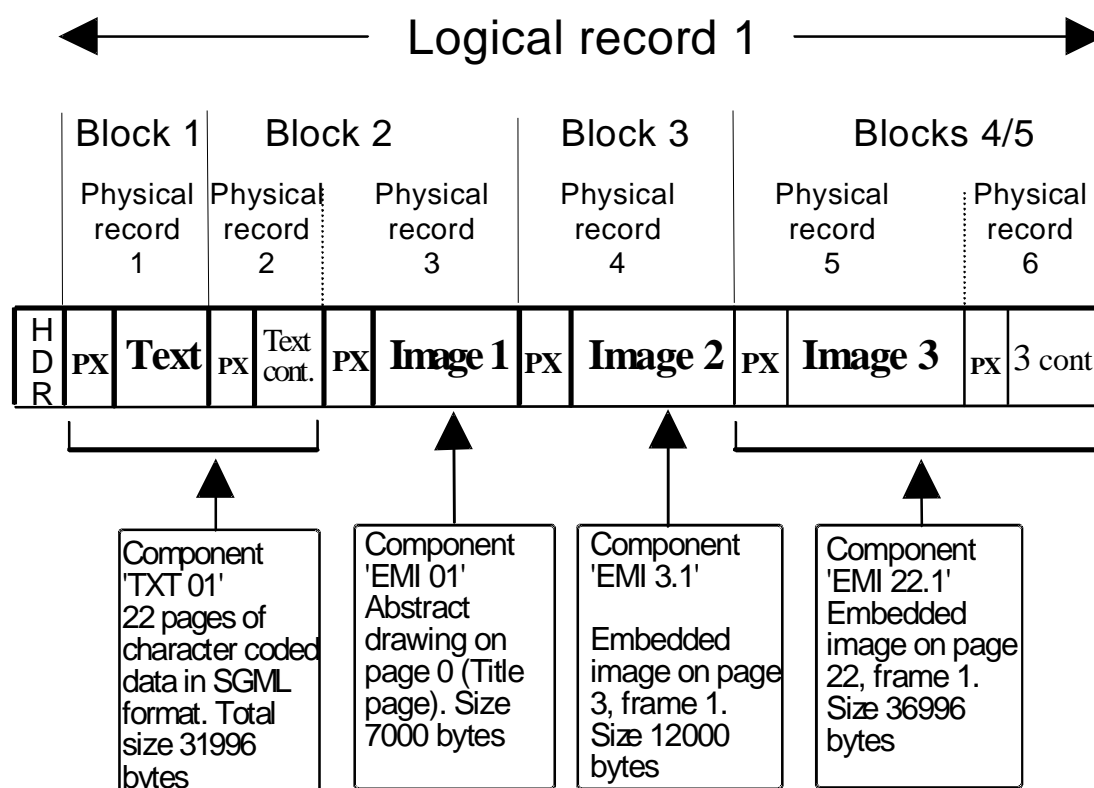 Logical record 1
Block 1 Block 2 Block 3 Blocks 4/5
Physical Physical Physical Physical Physical Physical
record record record record record record
1 2 3 4 5 6
H
D
R
PX Text PX Text cont. PX Image 1 PX Image 2 PX Image 3 PX 3 cont
Component
'TXT 01'
22 pages of
character coded
data in SGML
format. Total
size 31996
bytes
Component
'EMI 01'
Abstract
drawing on
page 0 (Title
page). Size
7000 bytes
Component
'EMI 3.1'
Embedded
image on page
3, frame 1.
Size 12000
bytes
Component
'EMI 22.1'
Embedded
image on page
22, frame 1.
Size 36996
bytes